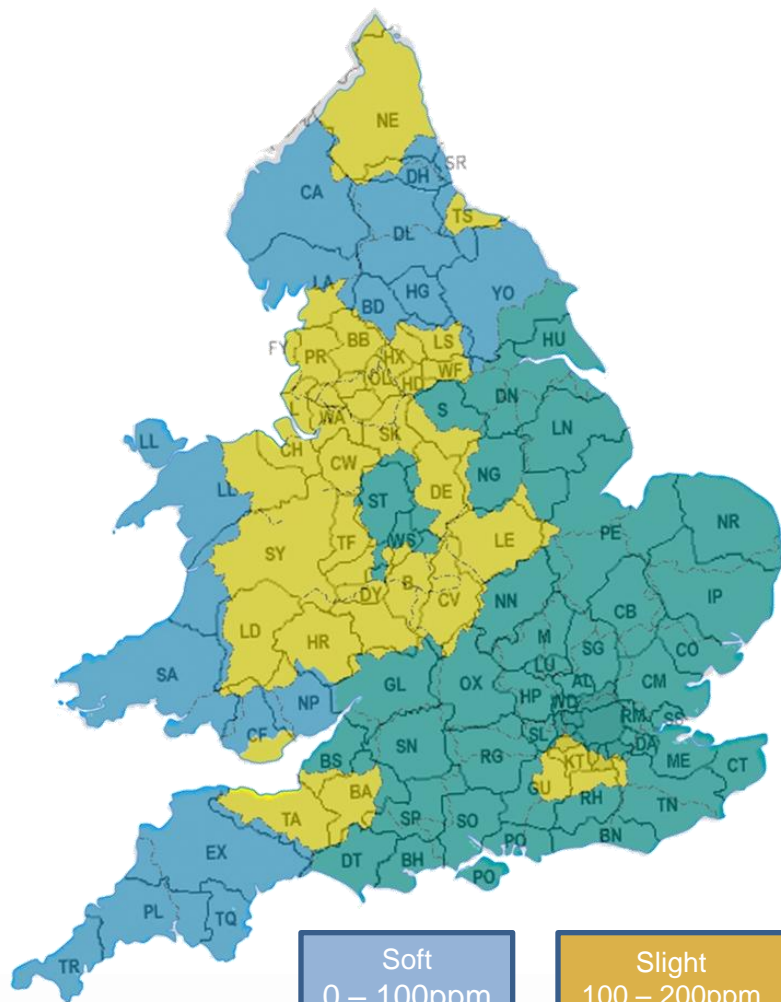 NE
SR
DH
CA
TS
DL
LA
HG
YO
BD
BB
LS
HU
FY
PR
HX
WF
OL
HD
DN
L
WA
S
LN
SK
CH
LL
CW
NG
DE
LL
ST
NR
PE
LE
SY
TF
WS
B
DY
NN
CV
IP
CB
LD
HR
M
SG
CO
LU
SA
GL
OX
AL
CM
NP
HP
WD
CF
RM
SS
SN
SL
DA
BS
RG
KT
ME
CT
BA
GU
TA
RH
TN
SP
SO
PO
BN
EX
DT
BH
PO
PL
TQ
TR
Soft
0 – 100ppm
Slight
100 – 200ppm